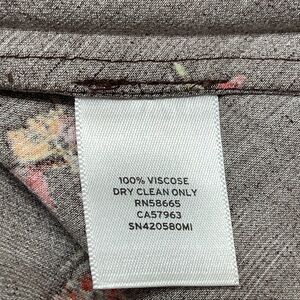 100% VISCOSE
DRY CLEAN ONLY
RN58665
CA57963
SN420580MI